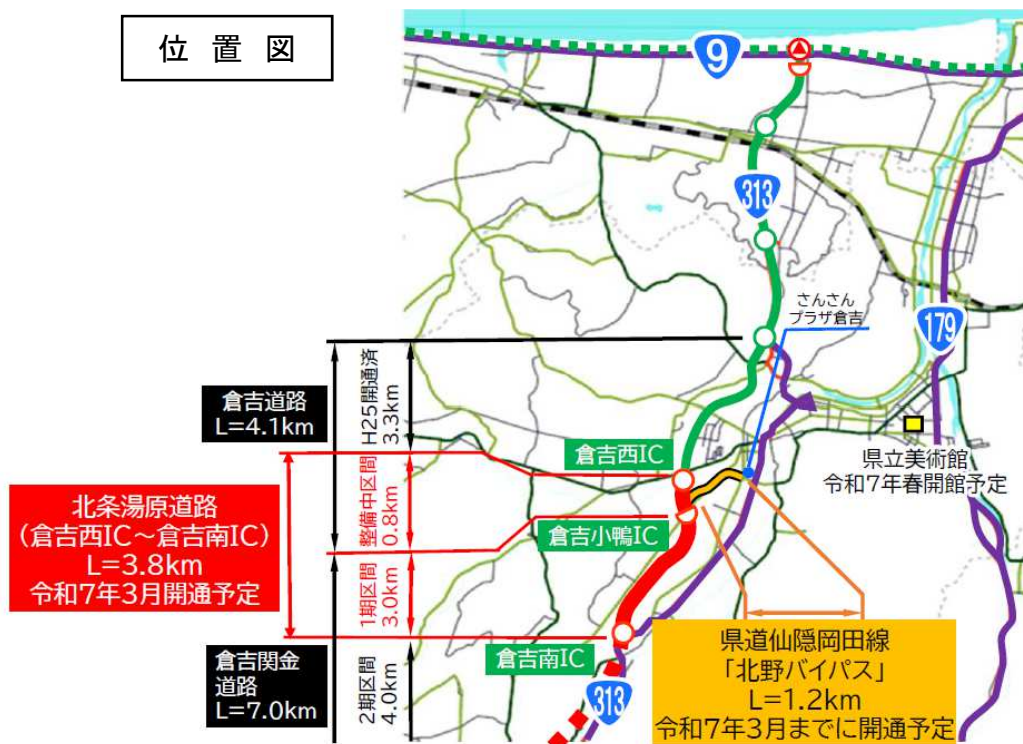 位置図
9
313
さんさん
プラザ倉吉
179
倉吉道路
L=4.1km
H25開通済
3.3km
倉吉西IC
県立美術館
令和7年春開館予定
整備中区間
0.8km
北条湯原道路
(倉吉西IC~倉吉南IC)
L=3.8km
令和7年3月開通予定
倉吉小鴨IC
1期区間
3.0km
倉吉南IC
倉吉関金
道路
L=7.0km
2期区間
4.0km
313
県道仙隠岡田線
「北野バイパス」
L=1.2km
令和7年3月までに開通予定